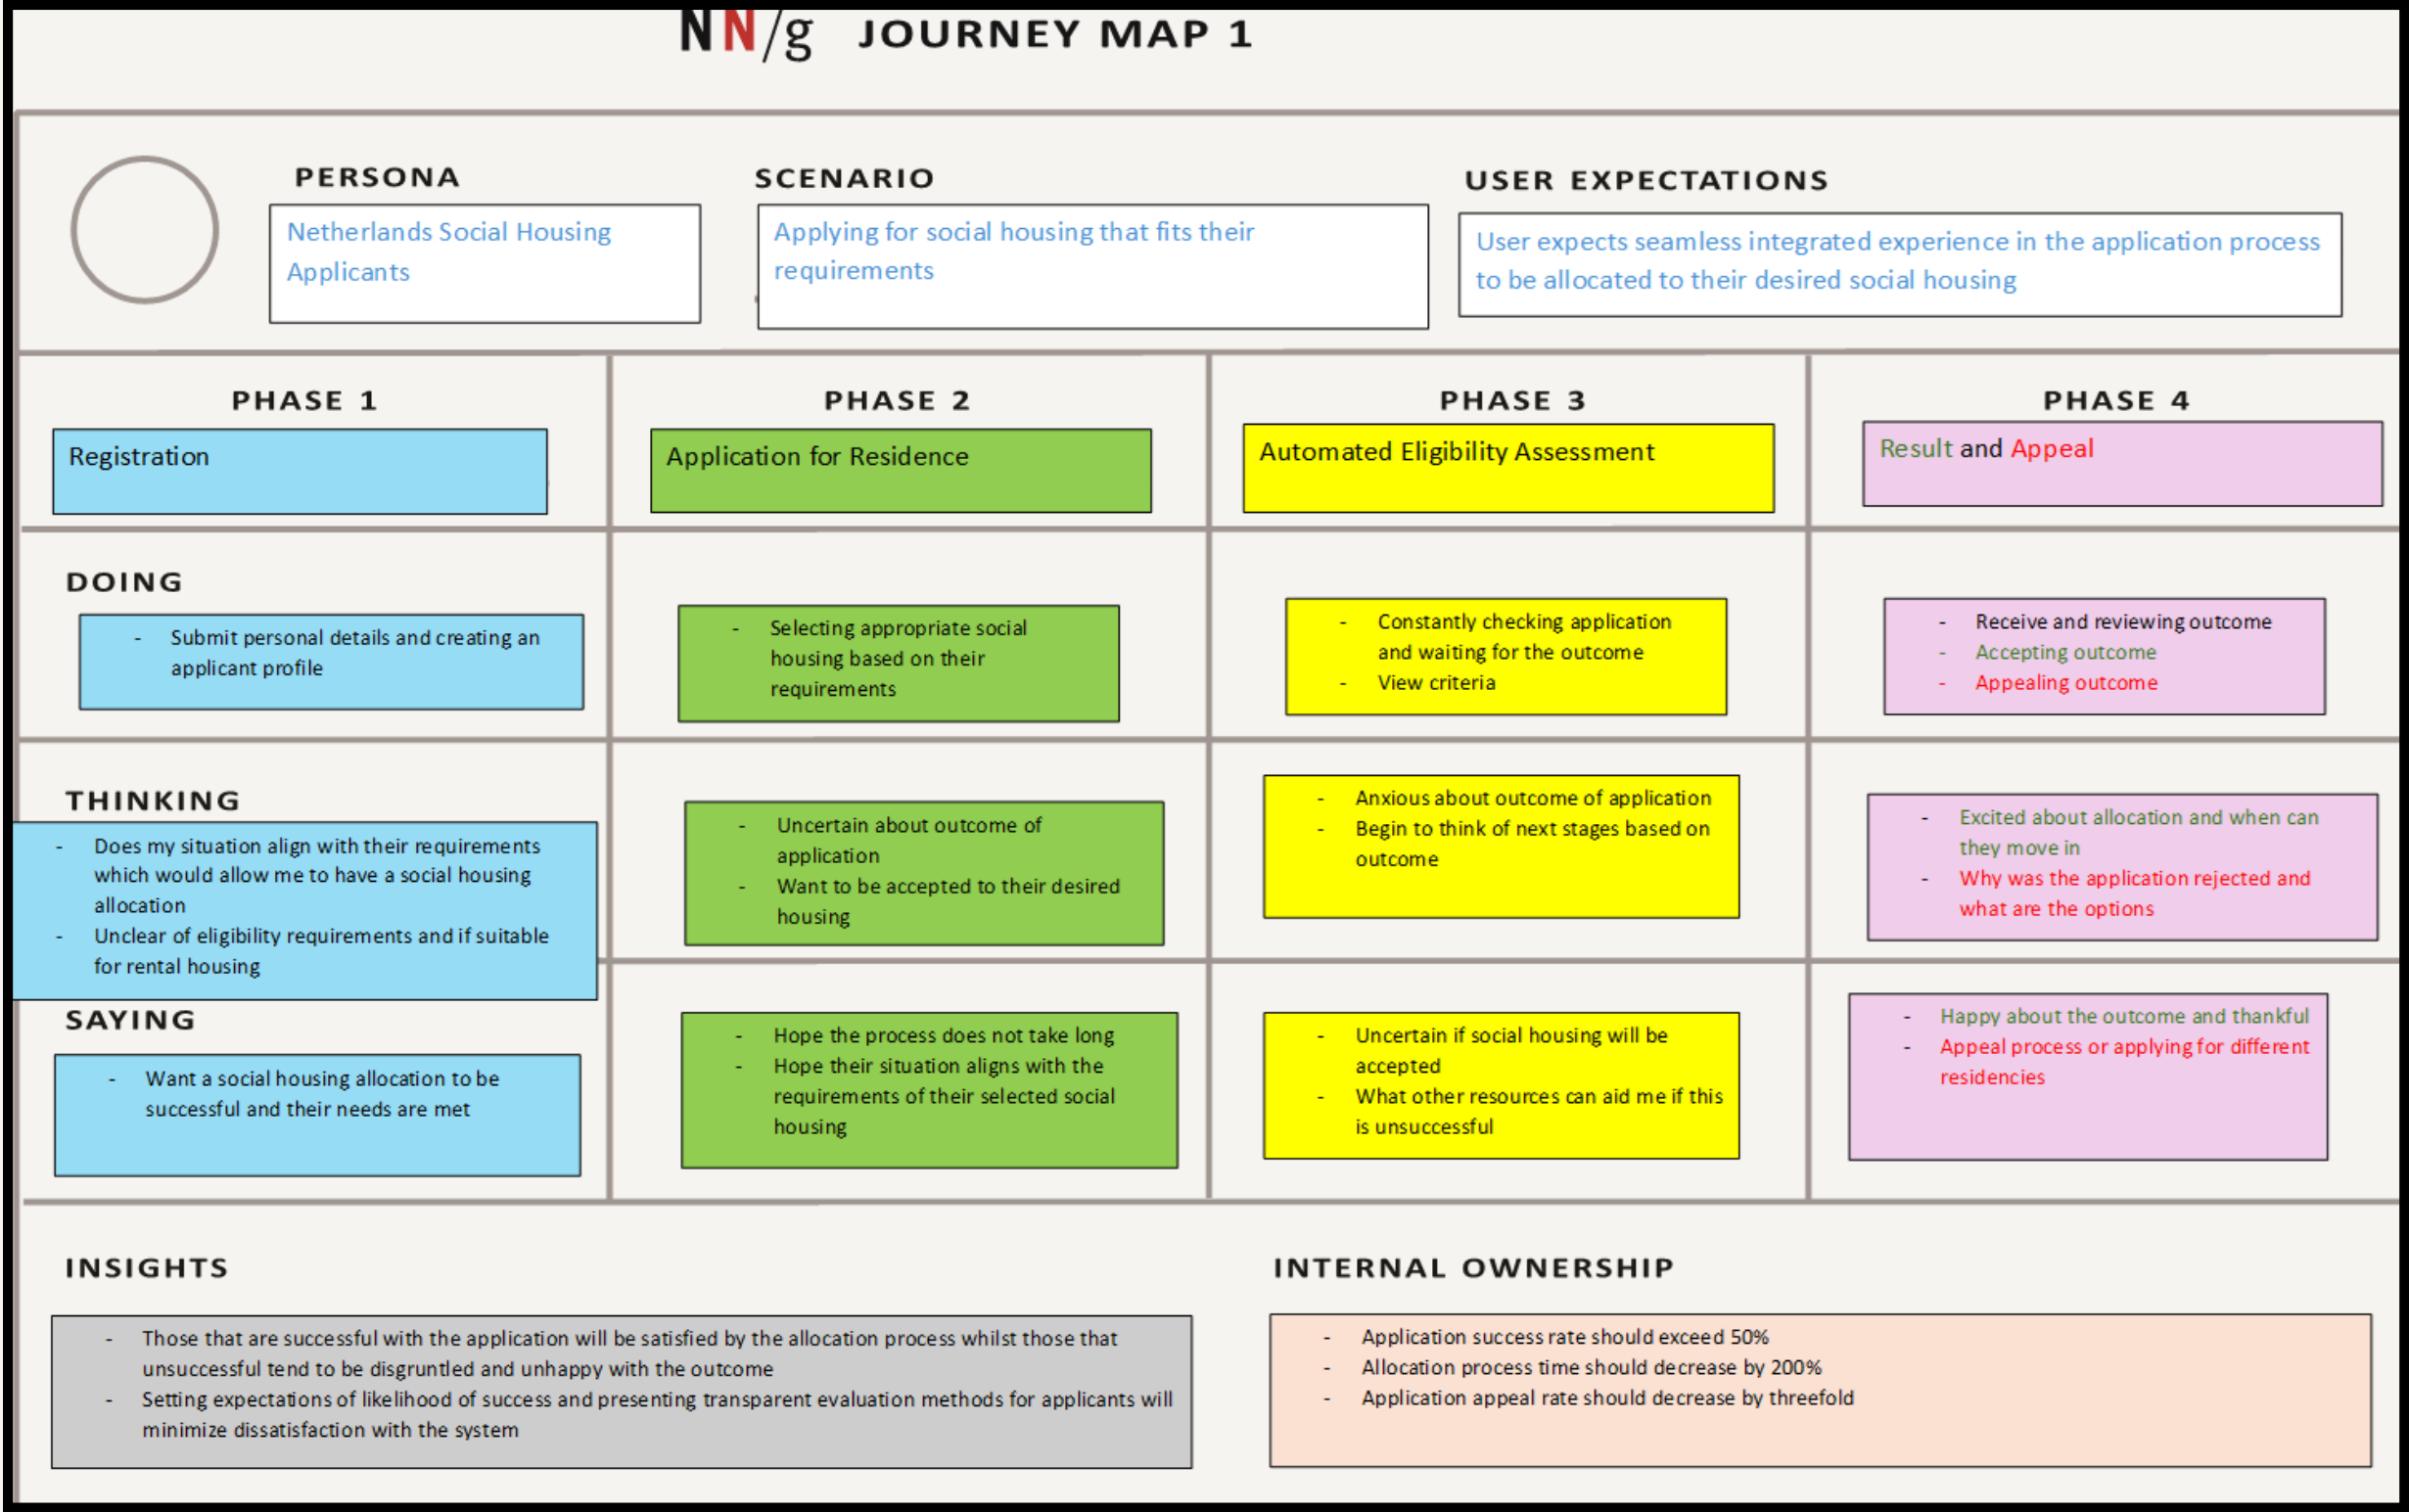 NN/g JOURNEY MAP 1
PERSONA
Netherlands Social Housing
Applicants
SCENARIO
Applying for social housing that fits their
requirements
USER EXPECTATIONS
User expects seamless integrated experience in the application process
to be allocated to their desired social housing
PHASE 1
Registration
PHASE 2
Application for Residence
PHASE 3
Automated Eligibility Assessment
PHASE 4
Result and Appeal
DOING
- Submit personal details and creating an
applicant profile
- Selecting appropriate social
housing based on their
requirements
- Constantly checking application
and waiting for the outcome
- View criteria
- Receive and reviewing outcome
- Accepting outcome
- Appealing outcome
THINKING
- Does my situation align with their requirements
which would allow me to have a social housing
allocation
- Unclear of eligibility requirements and if suitable
for rental housing
- Uncertain about outcome of
application
- Want to be accepted to their desired
housing
- Anxious about outcome of application
- Begin to think of next stages based on
outcome
- Excited about allocation and when can
they move in
- Why was the application rejected and
what are the options
SAYING
- Want a social housing allocation to be
successful and their needs are met
- Hope the process does not take long
- Hope their situation aligns with the
requirements of their selected social
housing
- Uncertain if social housing will be
accepted
- What other resources can aid me if this
is unsuccessful
- Happy about the outcome and thankful
- Appeal process or applying for different
residencies
INSIGHTS
- Those that are successful with the application will be satisfied by the allocation process whilst those that
unsuccessful tend to be disgruntled and unhappy with the outcome
- Setting expectations of likelihood of success and presenting transparent evaluation methods for applicants will
minimize dissatisfaction with the system
INTERNAL OWNERSHIP
- Application success rate should exceed 50%
- Allocation process time should decrease by 200%
- Application appeal rate should decrease by threefold